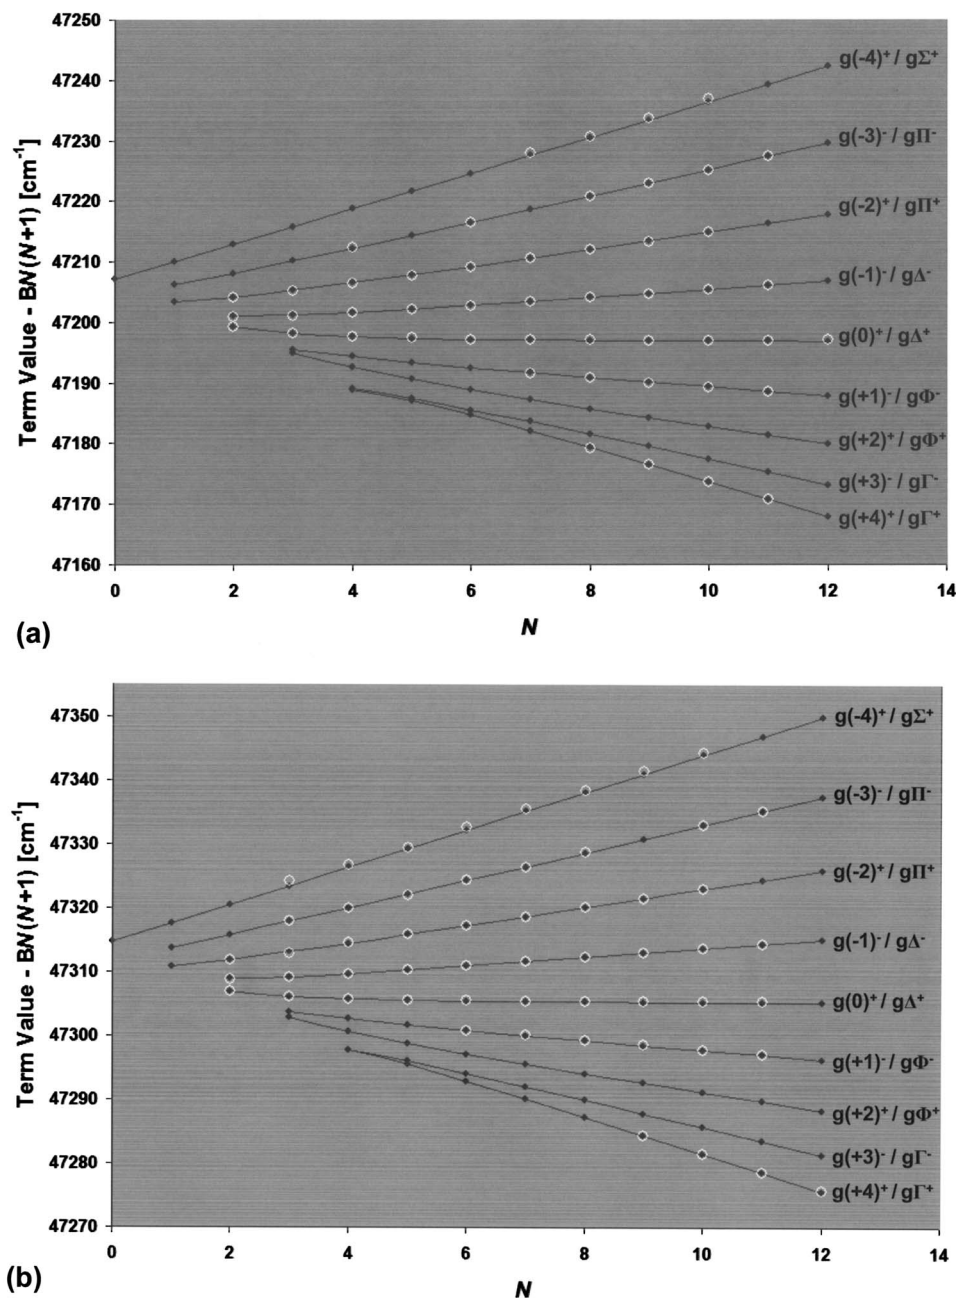 (a)
Term Value - BN(N+1) [cm⁻¹]
47250
47240
47230
47220
47210
47200
47190
47180
47170
47160
g(-4)⁺ / gΣ⁺
g(-3)⁻ / gΠ⁻
g(-2)⁺ / gΠ⁺
g(-1)⁻ / gΔ⁻
g(0)⁺ / gΔ⁺
g(+1)⁻ / gΦ⁻
g(+2)⁺ / gΦ⁺
g(+3)⁻ / gΓ⁻
g(+4)⁺ / gΓ⁺
0 2 4 6 8 10 12 14
N
(b)
Term Value - BN(N+1) [cm⁻¹]
47350
47340
47330
47320
47310
47300
47290
47280
47270
g(-4)⁺ / gΣ⁺
g(-3)⁻ / gΠ⁻
g(-2)⁺ / gΠ⁺
g(-1)⁻ / gΔ⁻
g(0)⁺ / gΔ⁺
g(+1)⁻ / gΦ⁻
g(+2)⁺ / gΦ⁺
g(+3)⁻ / gΓ⁻
g(+4)⁺ / gΓ⁺
0 2 4 6 8 10 12 14
N